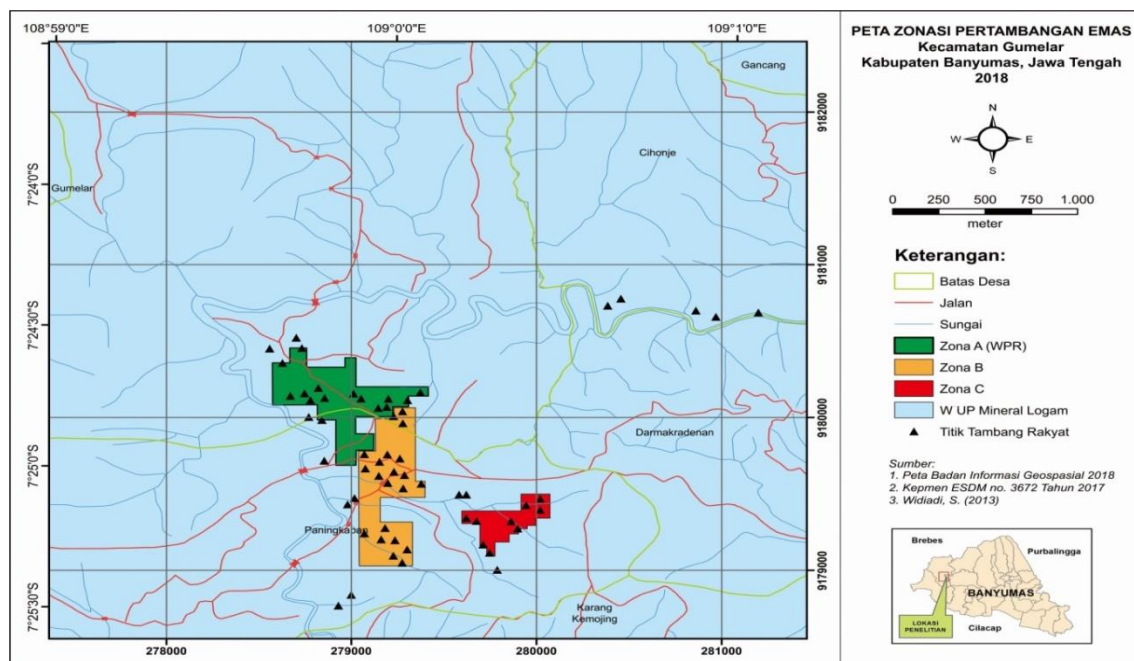 108°59'0"E
109°0'0"E
109°1'0"E
Gancang
9182000
Cihonje
7°24'0"S
Gumelar
9181000
7°24'30"S
9180000
Darmakradenan
7°25'0"S
Paningkaban
9179000
7°25'30"S
Karang
Kemojing
278000
279000
280000
281000
PETA ZONASI PERTAMBANGAN EMAS
Kecamatan Gumelar
Kabupaten Banyumas, Jawa Tengah
2018
N
W
E
S
0 250 500 750 1.000
meter
Keterangan:
Batas Desa
Jalan
Sungai
Zona A (WPR)
Zona B
Zona C
W UP Mineral Logam
Titik Tambang Rakyat
Sumber:
1. Peta Badan Informasi Geospasial 2018
2. Kepmen ESDM no. 3672 Tahun 2017
3. Widiadi, S. (2013)
Brebes
Purbalingga
BANYUMAS
LOKASI
PENELITIAN
Cilacap